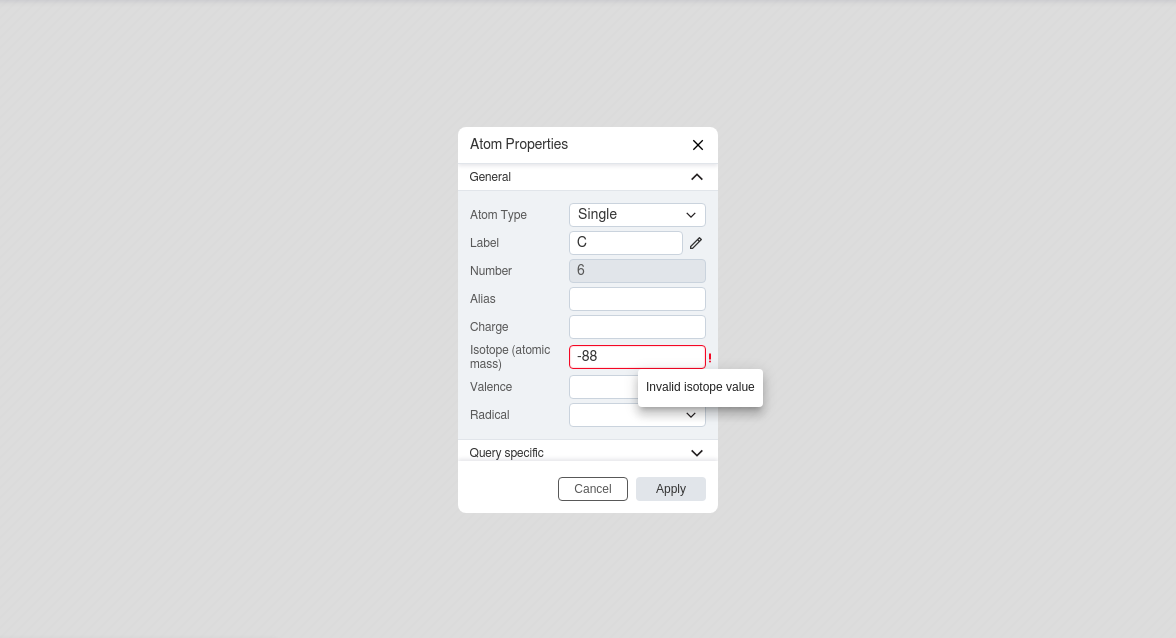 Atom Properties
General
Atom Type Single
Label C
Number 6
Alias
Charge
Isotope (atomic
mass) -88
!
Invalid isotope value
Valence
Radical
Query specific
Cancel Apply